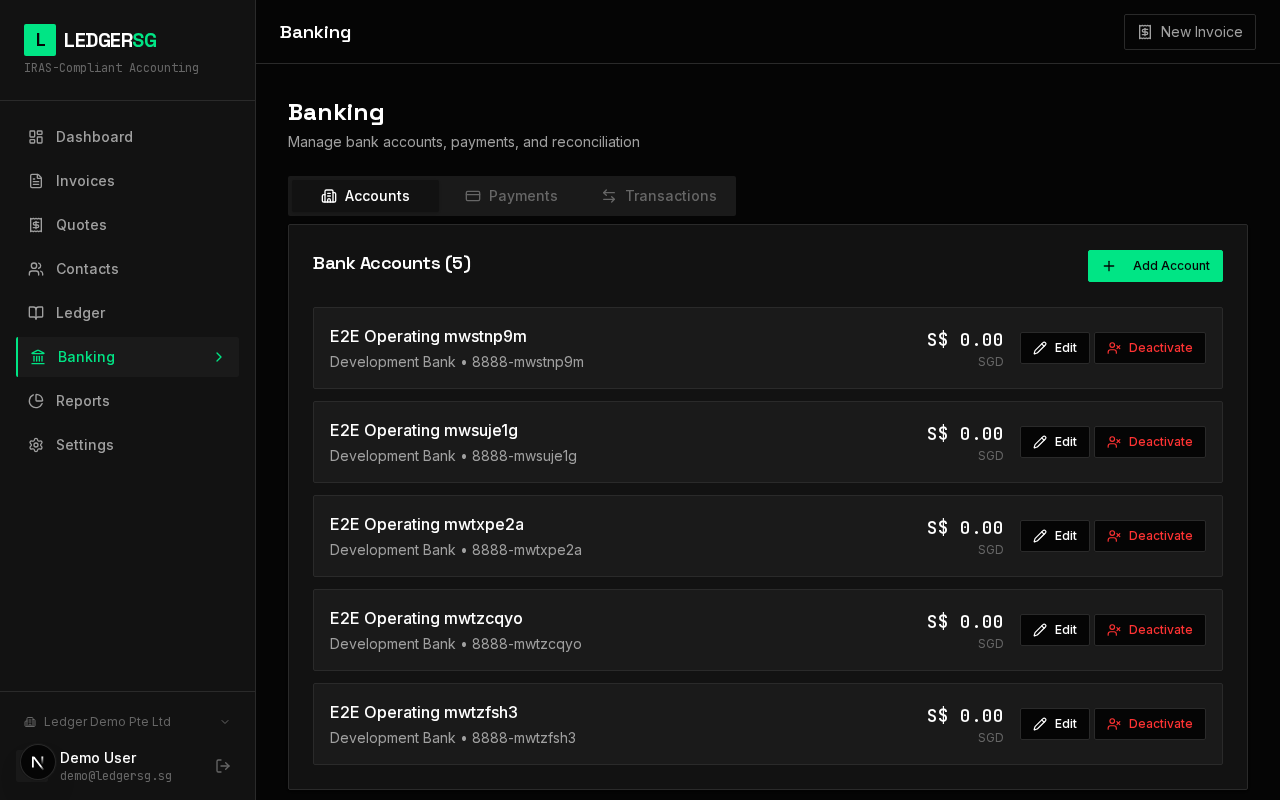 L LEDGERSG
IRAS-Compliant Accounting
Dashboard
Invoices
Quotes
Contacts
Ledger
Banking
Reports
Settings
Ledger Demo Pte Ltd
N
Demo User
demo@ledgersg.sg
Banking
New Invoice
Banking
Manage bank accounts, payments, and reconciliation
Accounts
Payments
Transactions
Bank Accounts (5)
Add Account
E2E Operating mwstnp9m
Development Bank • 8888-mwstnp9m
S$ 0.00
SGD
Edit
Deactivate
E2E Operating mwsuje1g
Development Bank • 8888-mwsuje1g
S$ 0.00
SGD
Edit
Deactivate
E2E Operating mwtxpe2a
Development Bank • 8888-mwtxpe2a
S$ 0.00
SGD
Edit
Deactivate
E2E Operating mwtzcqyo
Development Bank • 8888-mwtzcqyo
S$ 0.00
SGD
Edit
Deactivate
E2E Operating mwtzfsh3
Development Bank • 8888-mwtzfsh3
S$ 0.00
SGD
Edit
Deactivate